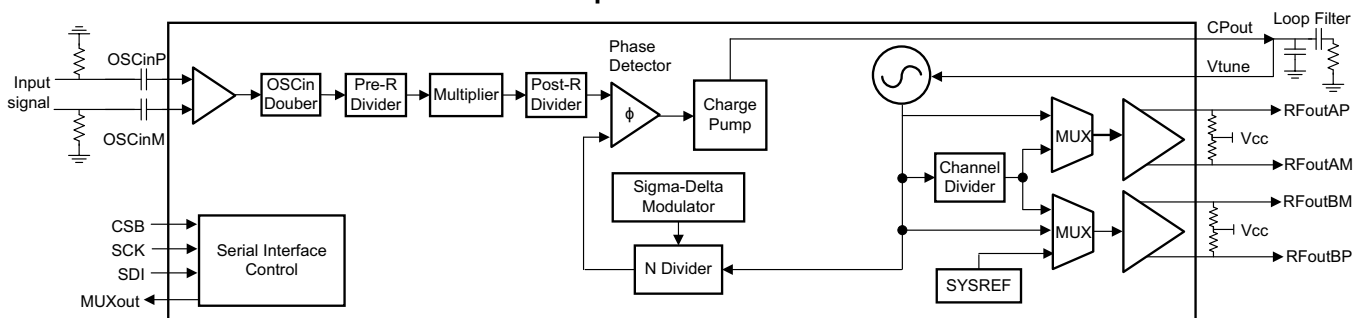 CPout
Loop Filter
OSCinP
Phase
Detector
Vtune
Input
signal
OSCin
Douber
Pre-R
Divider
Multiplier
Post-R
Divider
ϕ
Charge
Pump
MUX
RFoutAP
Vcc
RFoutAM
OSCinM
Channel
Divider
Sigma-Delta
Modulator
RFoutBM
MUX
Vcc
RFoutBP
CSB
SCK
SDI
MUXout
Serial Interface
Control
N Divider
SYSREF